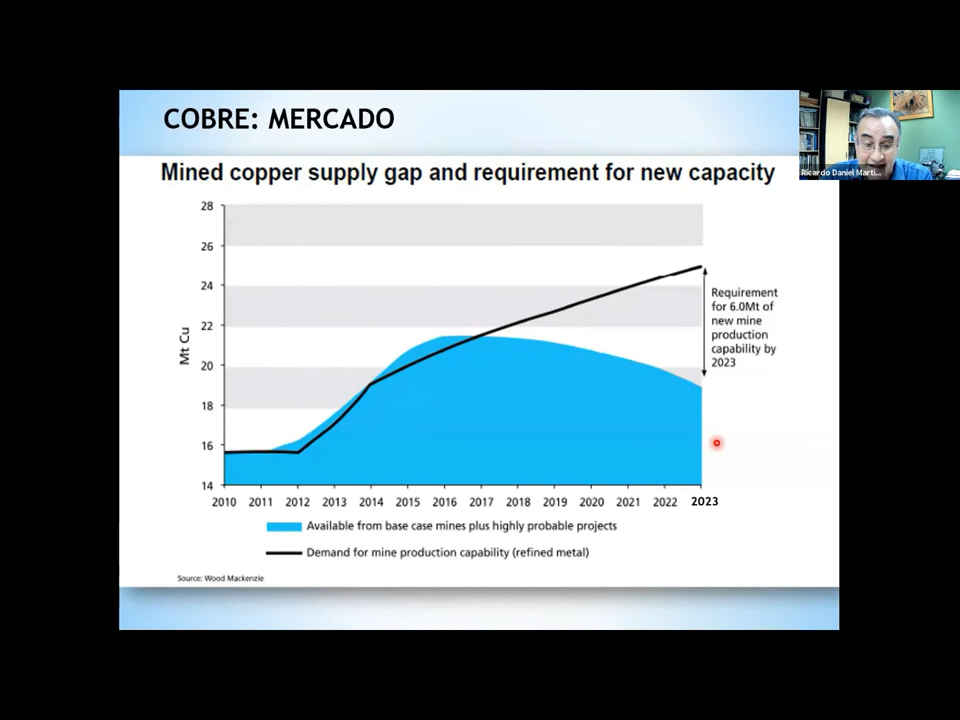 COBRE: MERCADO
Ricardo Daniel Marti...
Mined copper supply gap and requirement for new capacity
28
26
24
22
20
18
16
14
Mt Cu
Requirement
for 6.0Mt of
new mine
production
capability by
2023
2010 2011 2012 2013 2014 2015 2016 2017 2018 2019 2020 2021 2022 2023
Available from base case mines plus highly probable projects
Demand for mine production capability (refined metal)
Source: Wood Mackenzie